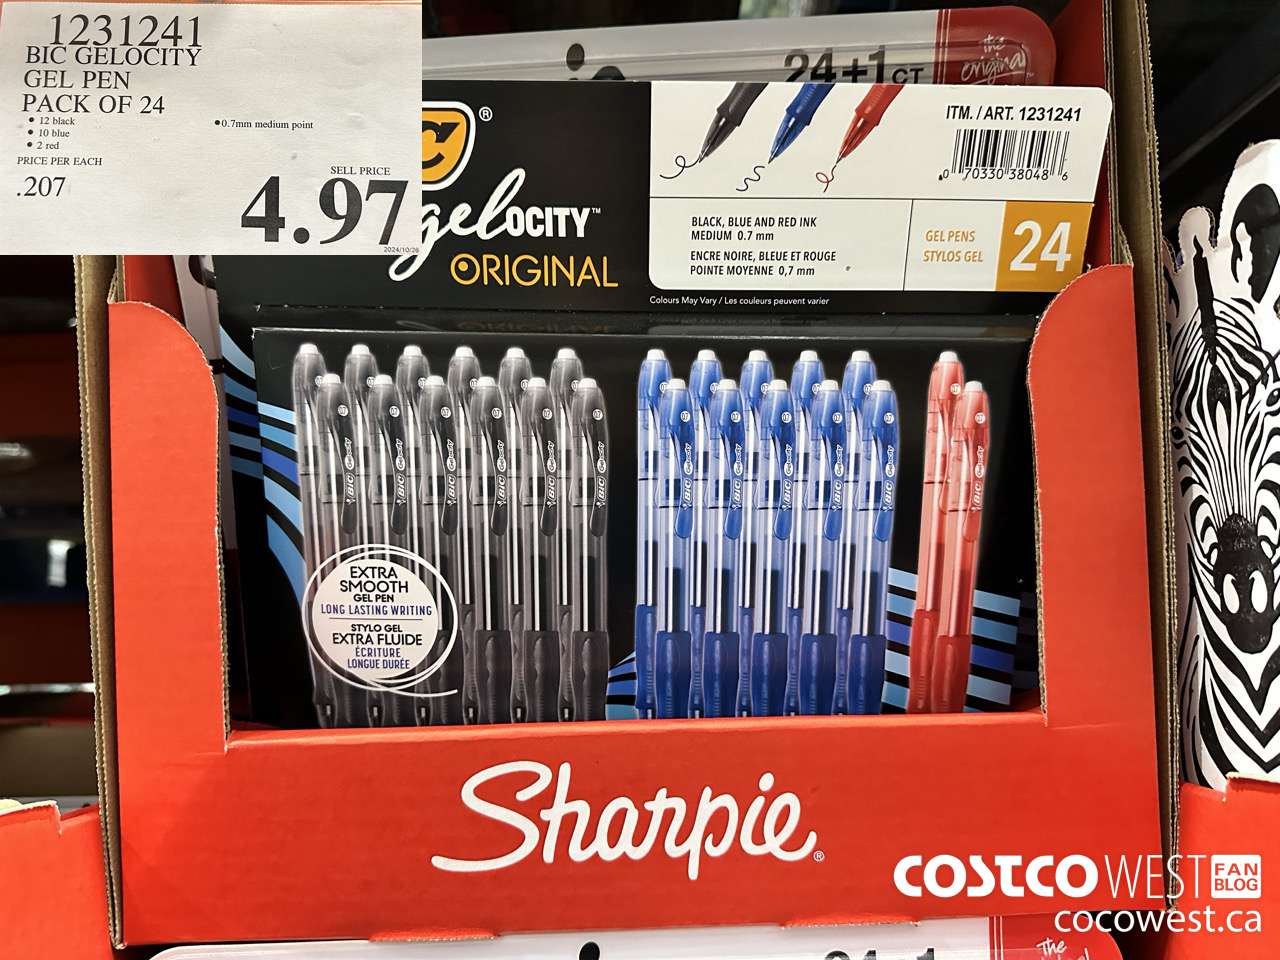 1231241
BIC GELOCITY
GEL PEN
PACK OF 24
• 12 black
• 10 blue
• 2 red
• 0.7mm medium point
PRICE PER EACH
.207
SELL PRICE
4.97
2024/10/26
24+1 CT
the original
ITM. / ART. 1231241
0 70330 38048 6
gelOCITY™
ORIGINAL
BLACK, BLUE AND RED INK
MEDIUM 0.7 mm
ENCRE NOIRE, BLEUE ET ROUGE
POINTE MOYENNE 0,7 mm
GEL PENS
STYLOS GEL
24
Colours May Vary / Les couleurs peuvent varier
EXTRA
SMOOTH
GEL PEN
LONG LASTING WRITING
STYLO GEL
EXTRA FLUIDE
ÉCRITURE
LONGUE DURÉE
Sharpie®
COSTCO WEST FAN BLOG
cocowest.ca
The